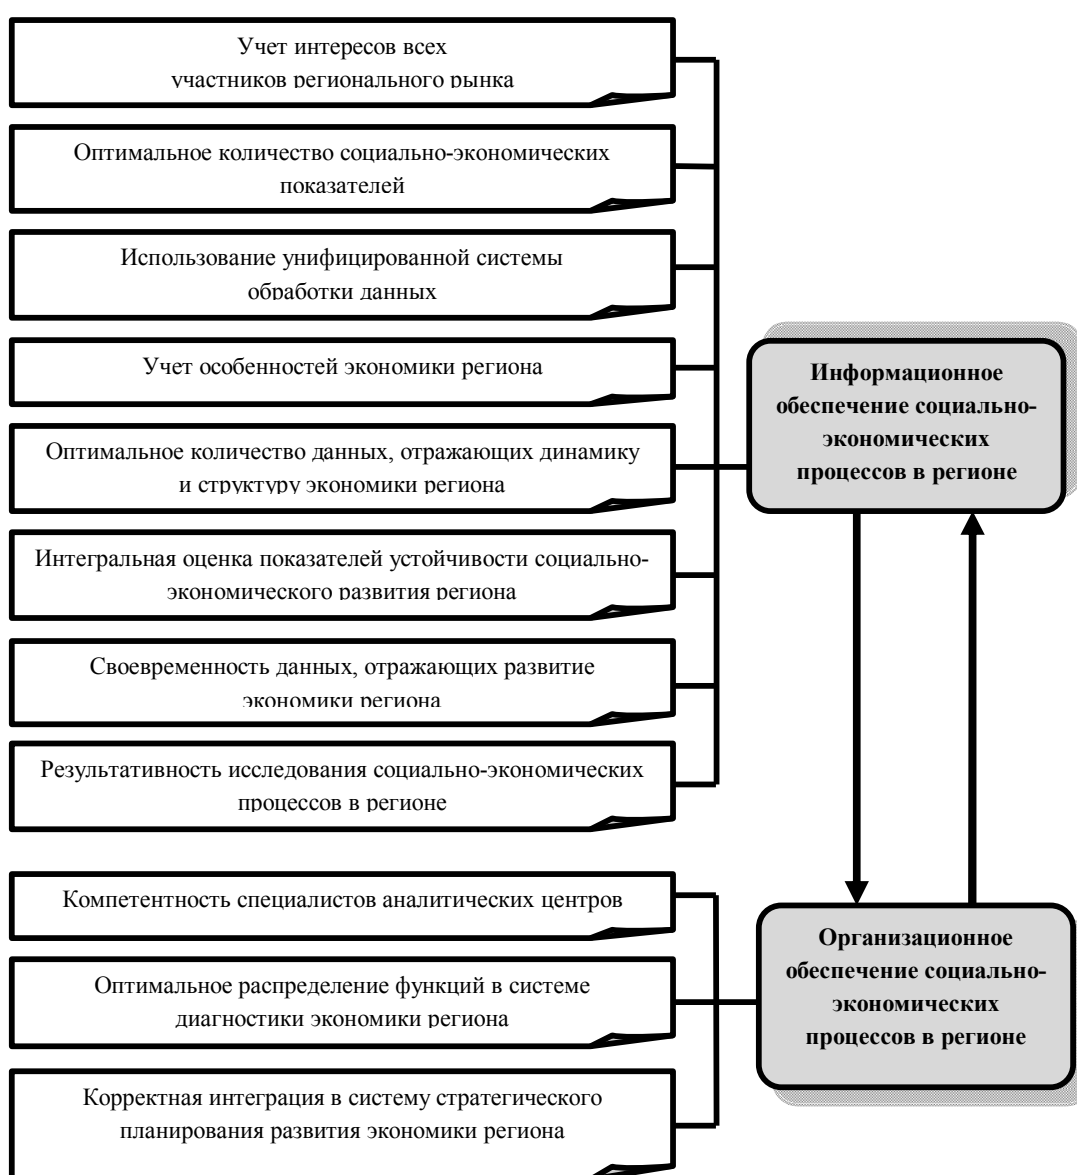 Учет интересов всех
участников регионального рынка
Оптимальное количество социально-экономических
показателей
Использование унифицированной системы
обработки данных
Учет особенностей экономики региона
Оптимальное количество данных, отражающих динамику
и структуру экономики региона
Интегральная оценка показателей устойчивости социально-
экономического развития региона
Своевременность данных, отражающих развитие
экономики региона
Результативность исследования социально-экономических
процессов в регионе
Информационное
обеспечение социально-
экономических
процессов в регионе
Компетентность специалистов аналитических центров
Оптимальное распределение функций в системе
диагностики экономики региона
Корректная интеграция в систему стратегического
планирования развития экономики региона
Организационное
обеспечение социально-
экономических
процессов в регионе